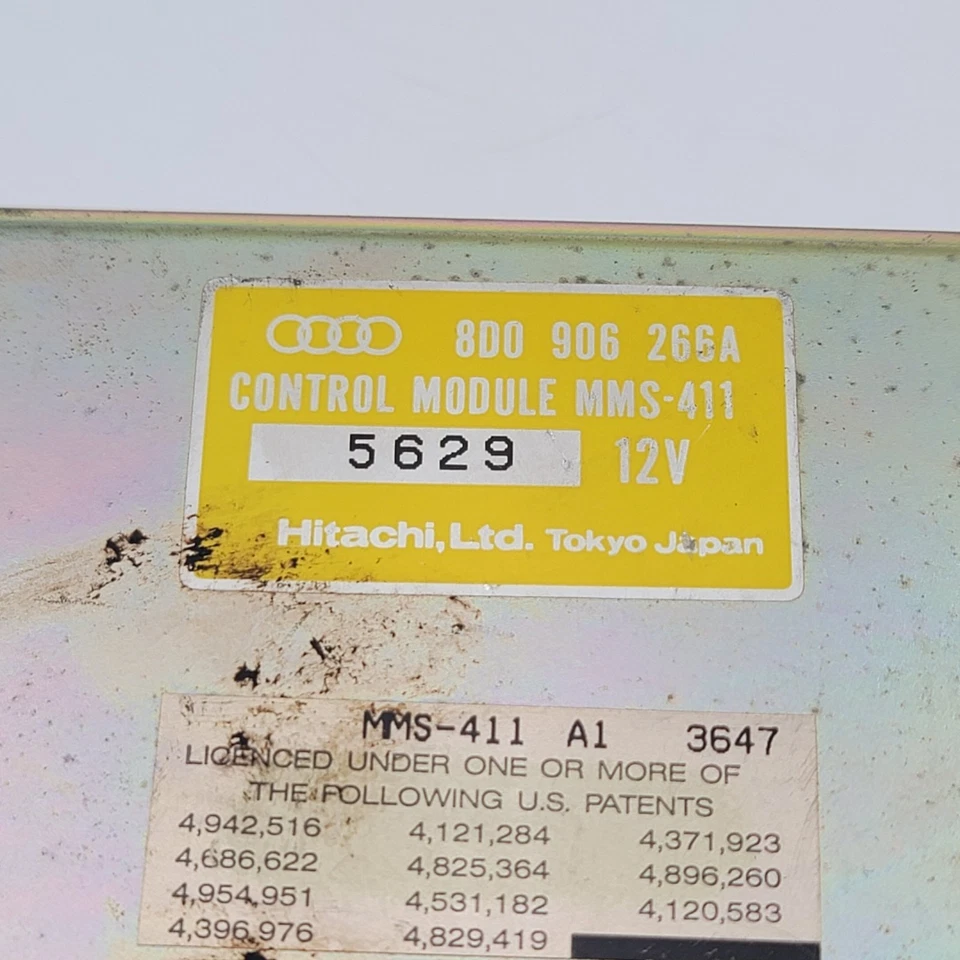 8D0 906 266A
CONTROL MODULE MMS-411
5629 12V
Hitachi, Ltd. Tokyo Japan
MMS-411 A1 3647
LICENCED UNDER ONE OR MORE OF
THE FOLLOWING U.S. PATENTS
4,942,516 4,121,284 4,371,923
4,686,622 4,825,364 4,896,260
4,954,951 4,531,182 4,120,583
4,396,976 4,829,419